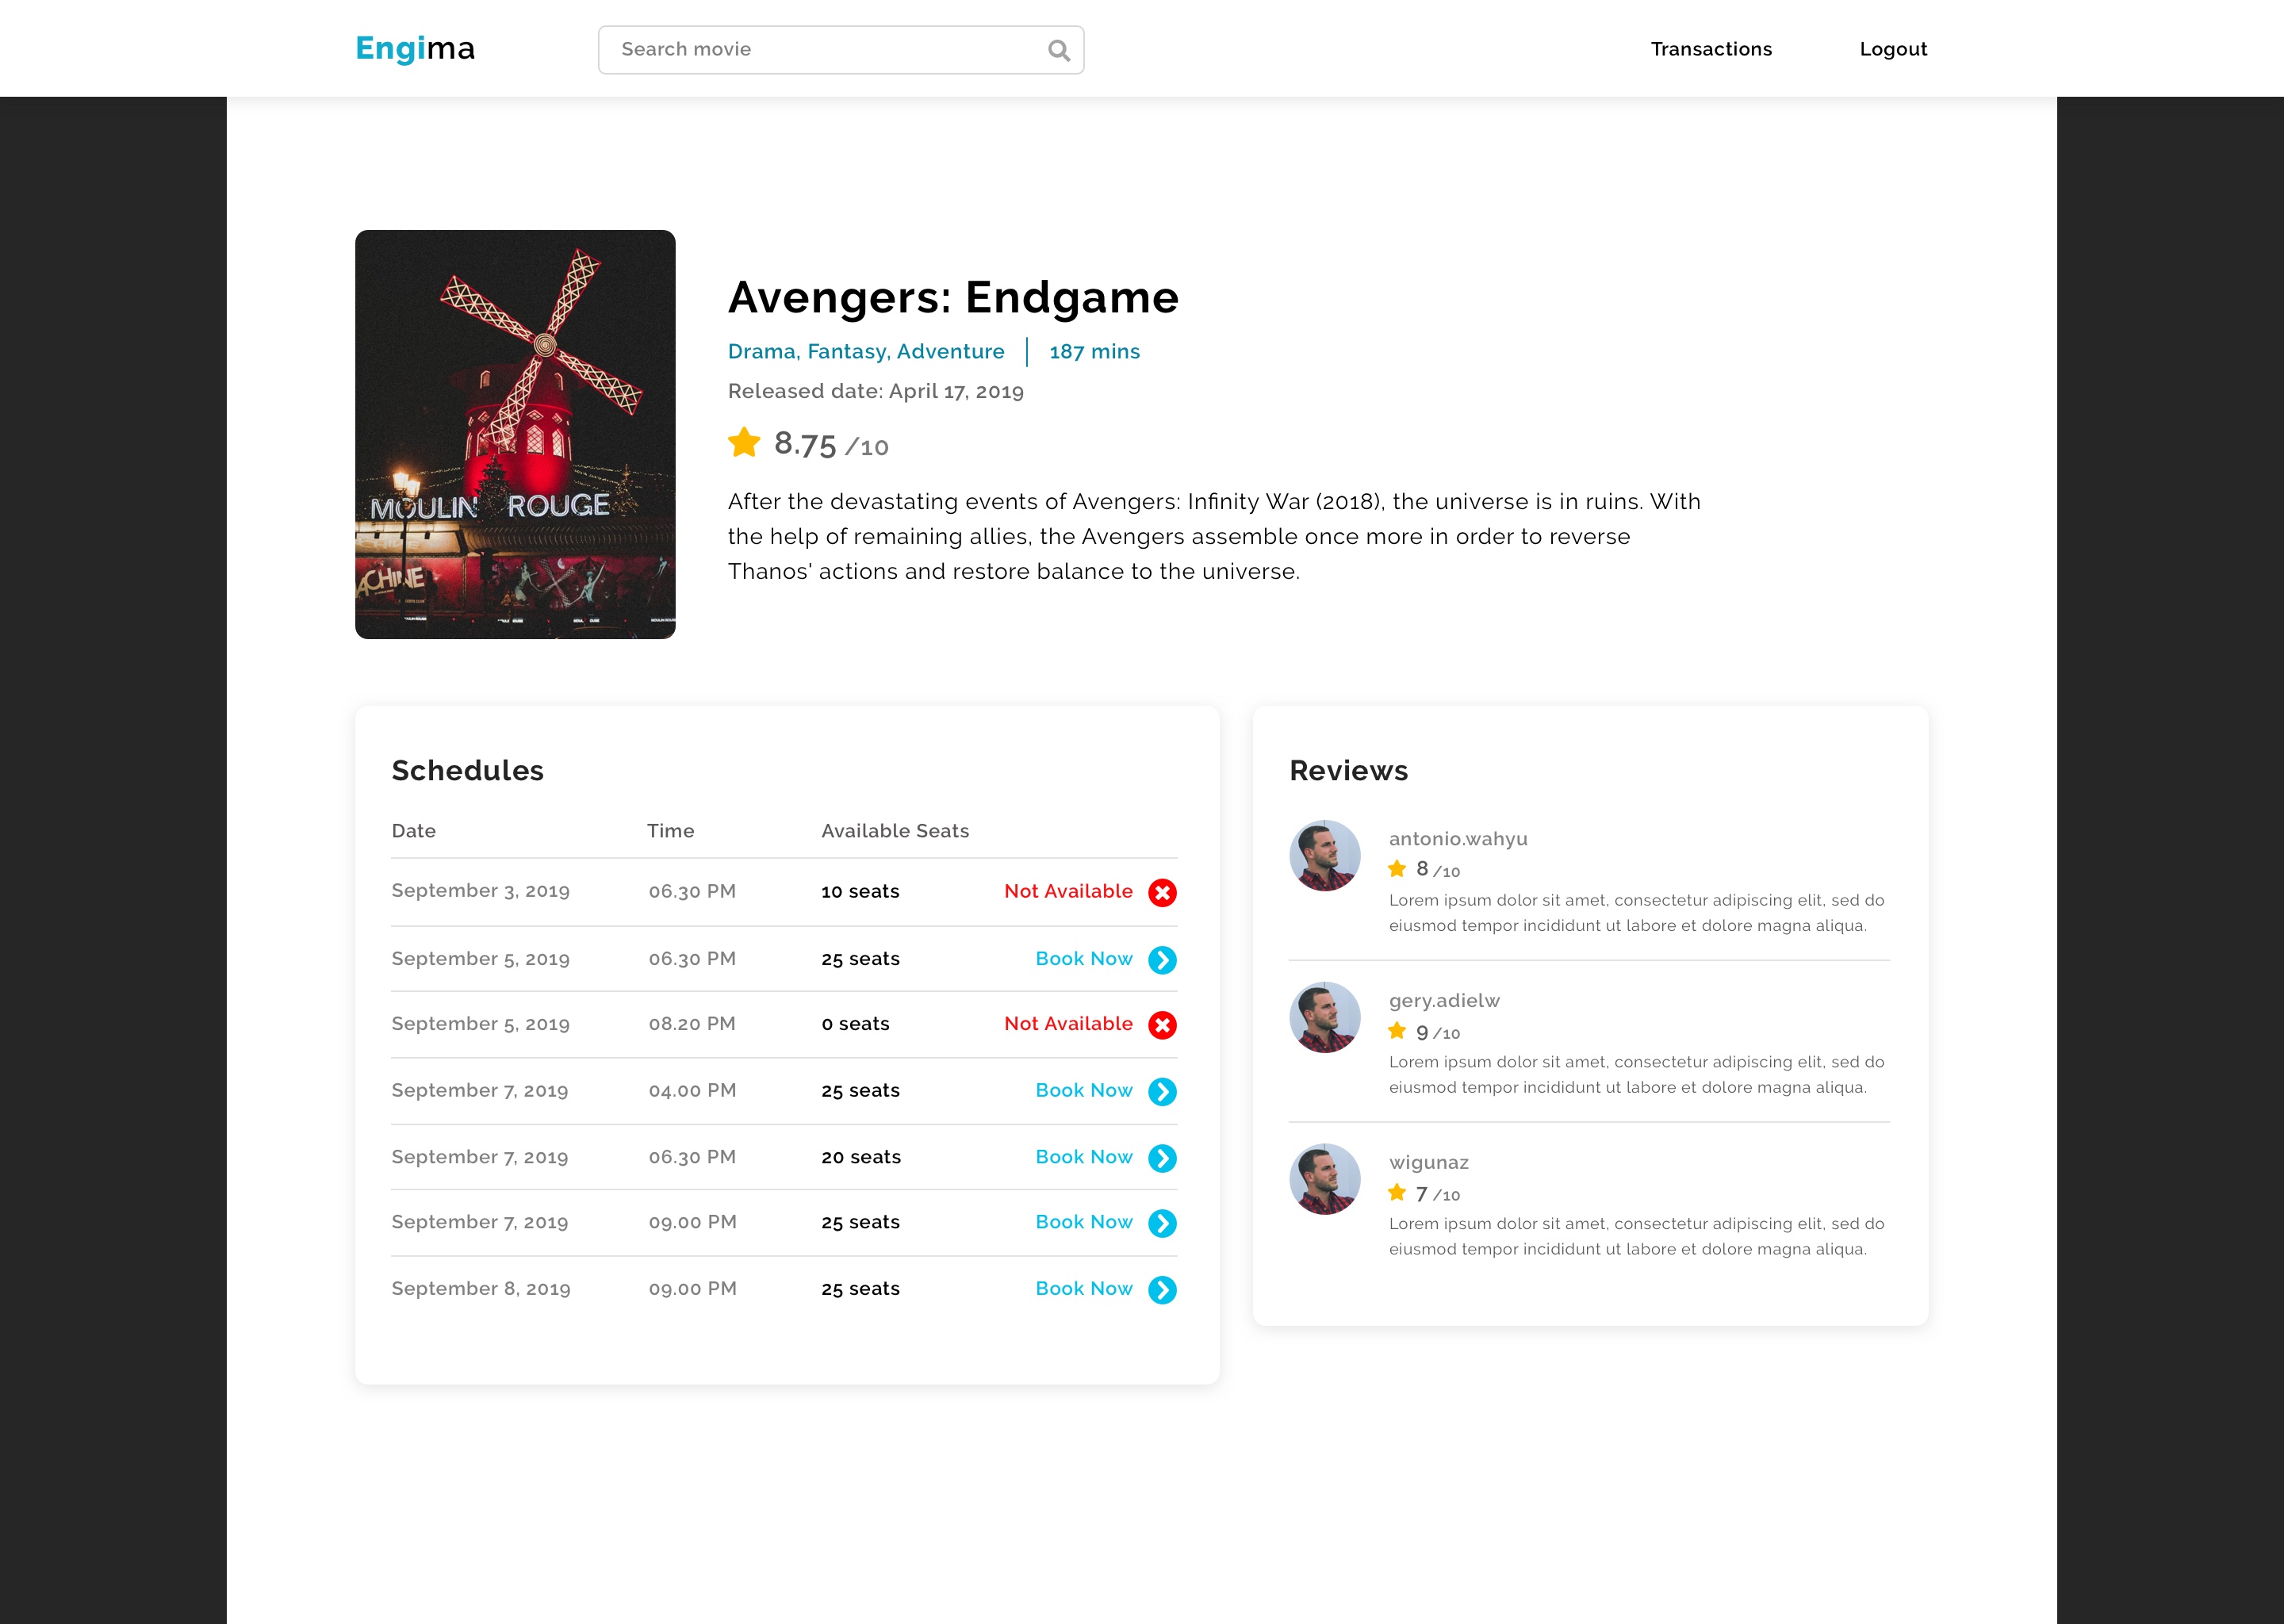 Engima
Search movie
Transactions
Logout
MOULIN ROUGE
ACHINE
Avengers: Endgame
Drama, Fantasy, Adventure | 187 mins
Released date: April 17, 2019
8.75 /10
After the devastating events of Avengers: Infinity War (2018), the universe is in ruins. With
the help of remaining allies, the Avengers assemble once more in order to reverse
Thanos' actions and restore balance to the universe.
Schedules
Date Time Available Seats
September 3, 2019 06.30 PM 10 seats Not Available
September 5, 2019 06.30 PM 25 seats Book Now
September 5, 2019 08.20 PM 0 seats Not Available
September 7, 2019 04.00 PM 25 seats Book Now
September 7, 2019 06.30 PM 20 seats Book Now
September 7, 2019 09.00 PM 25 seats Book Now
September 8, 2019 09.00 PM 25 seats Book Now
Reviews
antonio.wahyu
8 /10
Lorem ipsum dolor sit amet, consectetur adipiscing elit, sed do
eiusmod tempor incididunt ut labore et dolore magna aliqua.
gery.adielw
9 /10
Lorem ipsum dolor sit amet, consectetur adipiscing elit, sed do
eiusmod tempor incididunt ut labore et dolore magna aliqua.
wigunaz
7 /10
Lorem ipsum dolor sit amet, consectetur adipiscing elit, sed do
eiusmod tempor incididunt ut labore et dolore magna aliqua.